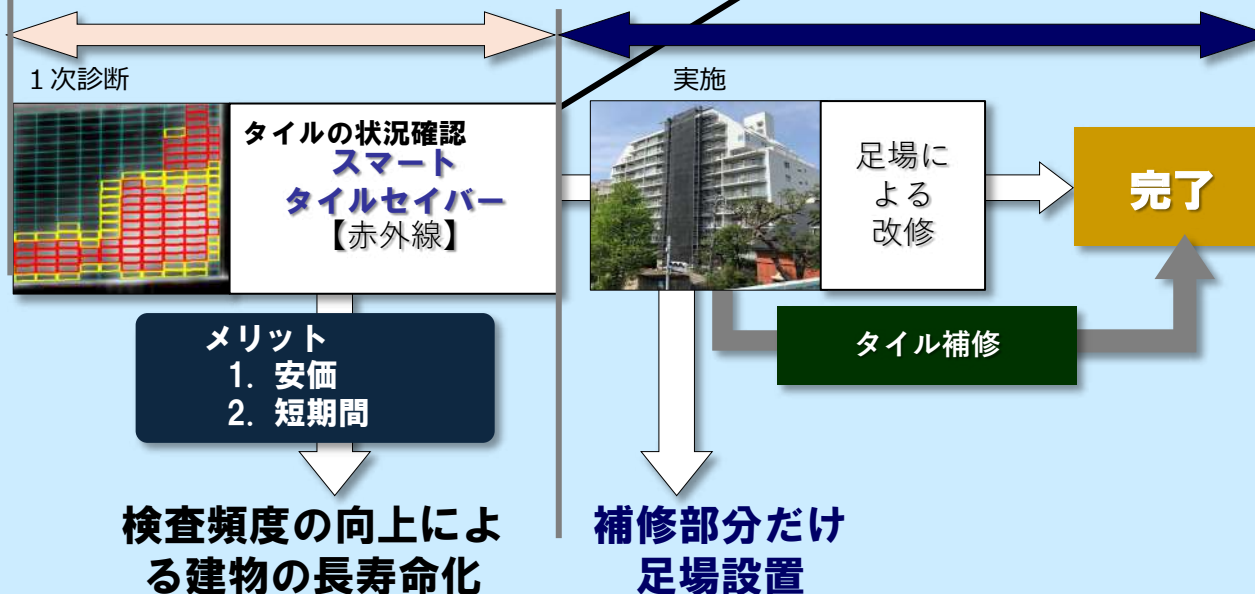 1次診断
タイルの状況確認
スマート
タイルセイバー
【赤外線】
メリット
1. 安価
2. 短期間
検査頻度の向上によ
る建物の長寿命化
実施
足場に
よる
改修
完了
タイル補修
補修部分だけ
足場設置